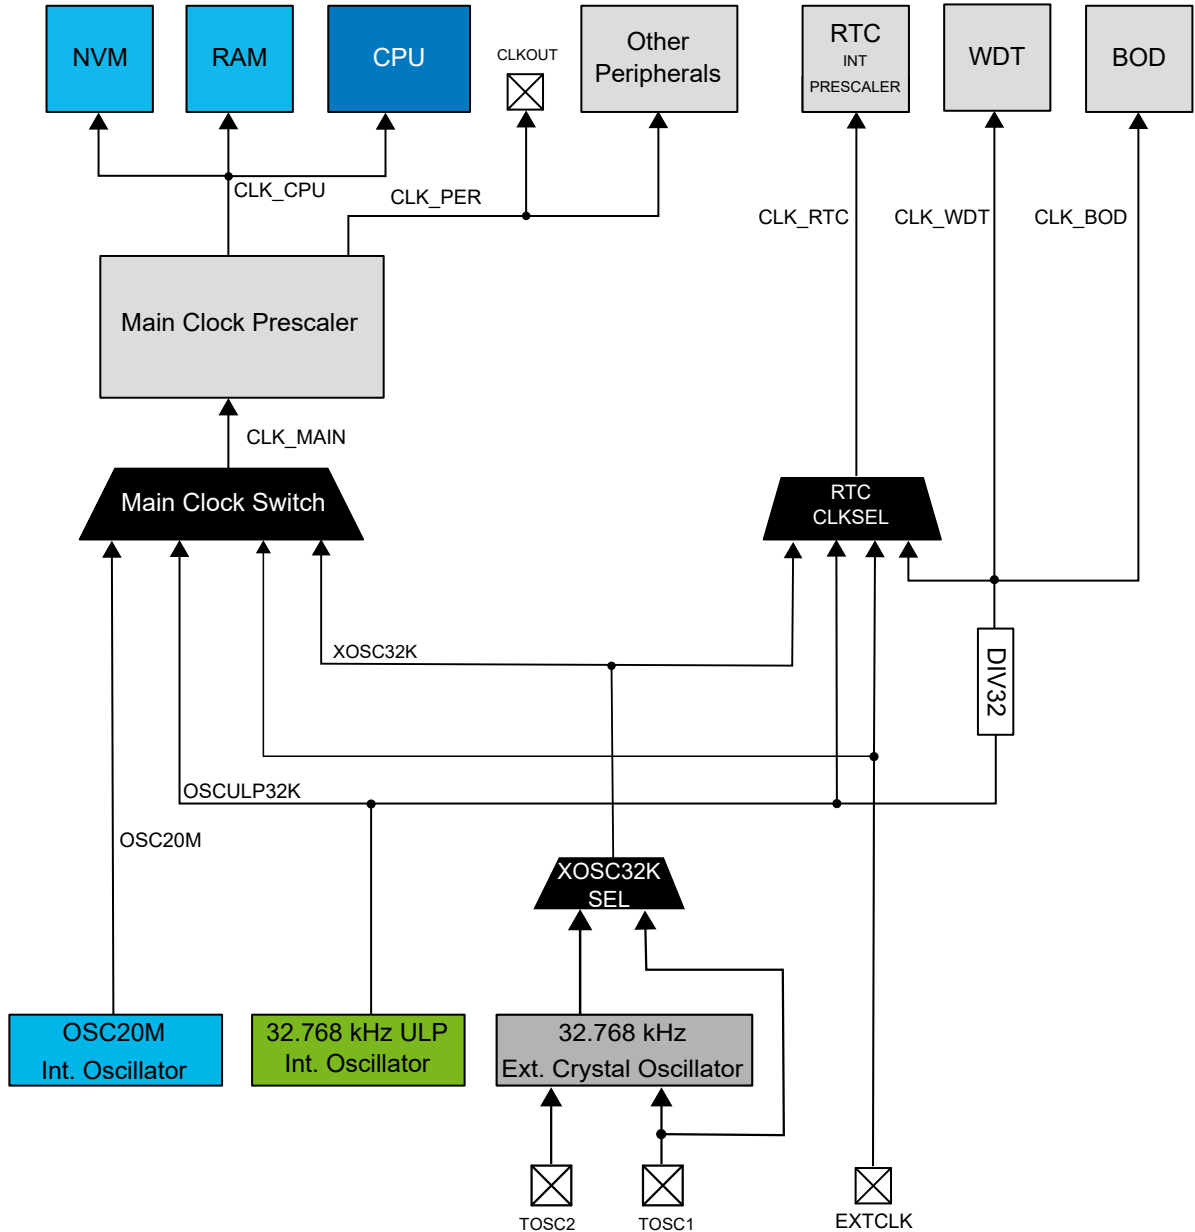 NVM
RAM
CPU
CLKOUT
Other
Peripherals
RTC
INT
PRESCALER
WDT
BOD
CLK_CPU
CLK_PER
CLK_RTC
CLK_WDT
CLK_BOD
Main Clock Prescaler
CLK_MAIN
Main Clock Switch
RTC
CLKSEL
XOSC32K
DIV32
OSCULP32K
OSC20M
XOSC32K
SEL
OSC20M
Int. Oscillator
32.768 kHz ULP
Int. Oscillator
32.768 kHz
Ext. Crystal Oscillator
TOSC2
TOSC1
EXTCLK